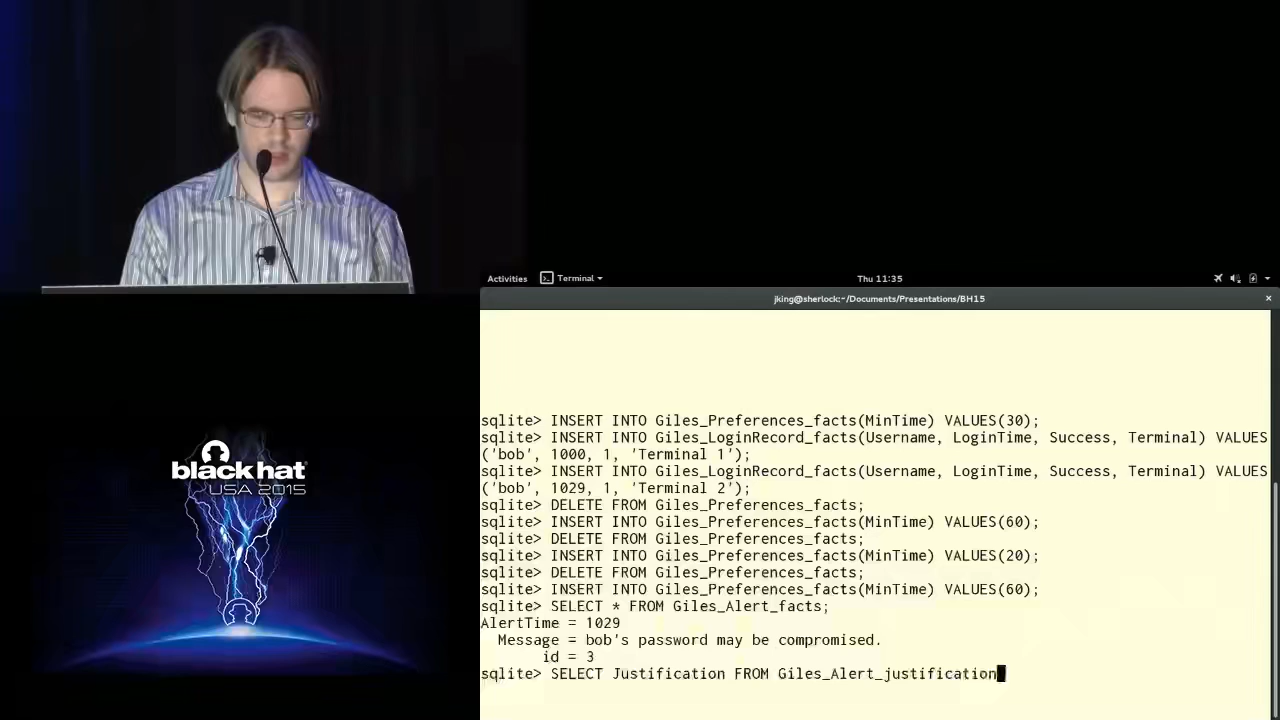 Activities
Terminal
Thu 11:35
jking@sherlock:~/Documents/Presentations/BH15
sqlite> INSERT INTO Giles_Preferences_facts(MinTime) VALUES(30);
sqlite> INSERT INTO Giles_LoginRecord_facts(Username, LoginTime, Success, Terminal) VALUES
('bob', 1000, 1, 'Terminal 1');
sqlite> INSERT INTO Giles_LoginRecord_facts(Username, LoginTime, Success, Terminal) VALUES
('bob', 1029, 1, 'Terminal 2');
sqlite> DELETE FROM Giles_Preferences_facts;
sqlite> INSERT INTO Giles_Preferences_facts(MinTime) VALUES(60);
sqlite> DELETE FROM Giles_Preferences_facts;
sqlite> INSERT INTO Giles_Preferences_facts(MinTime) VALUES(20);
sqlite> DELETE FROM Giles_Preferences_facts;
sqlite> INSERT INTO Giles_Preferences_facts(MinTime) VALUES(60);
sqlite> SELECT * FROM Giles_Alert_facts;
AlertTime = 1029
Message = bob's password may be compromised.
id = 3
sqlite> SELECT Justification FROM Giles_Alert_justification
black hat
USA 2015